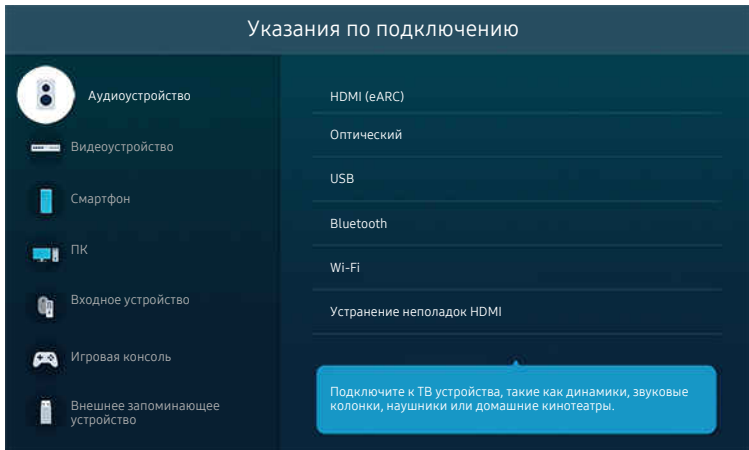 Указания по подключению
Аудиоустройство
Видеоустройство
Смартфон
ПК
Входное устройство
Игровая консоль
Внешнее запоминающее
устройство
HDMI (eARC)
Оптический
USB
Bluetooth
Wi-Fi
Устранение неполадок HDMI
Подключите к ТВ устройства, такие как динамики, звуковые
колонки, наушники или домашние кинотеатры.